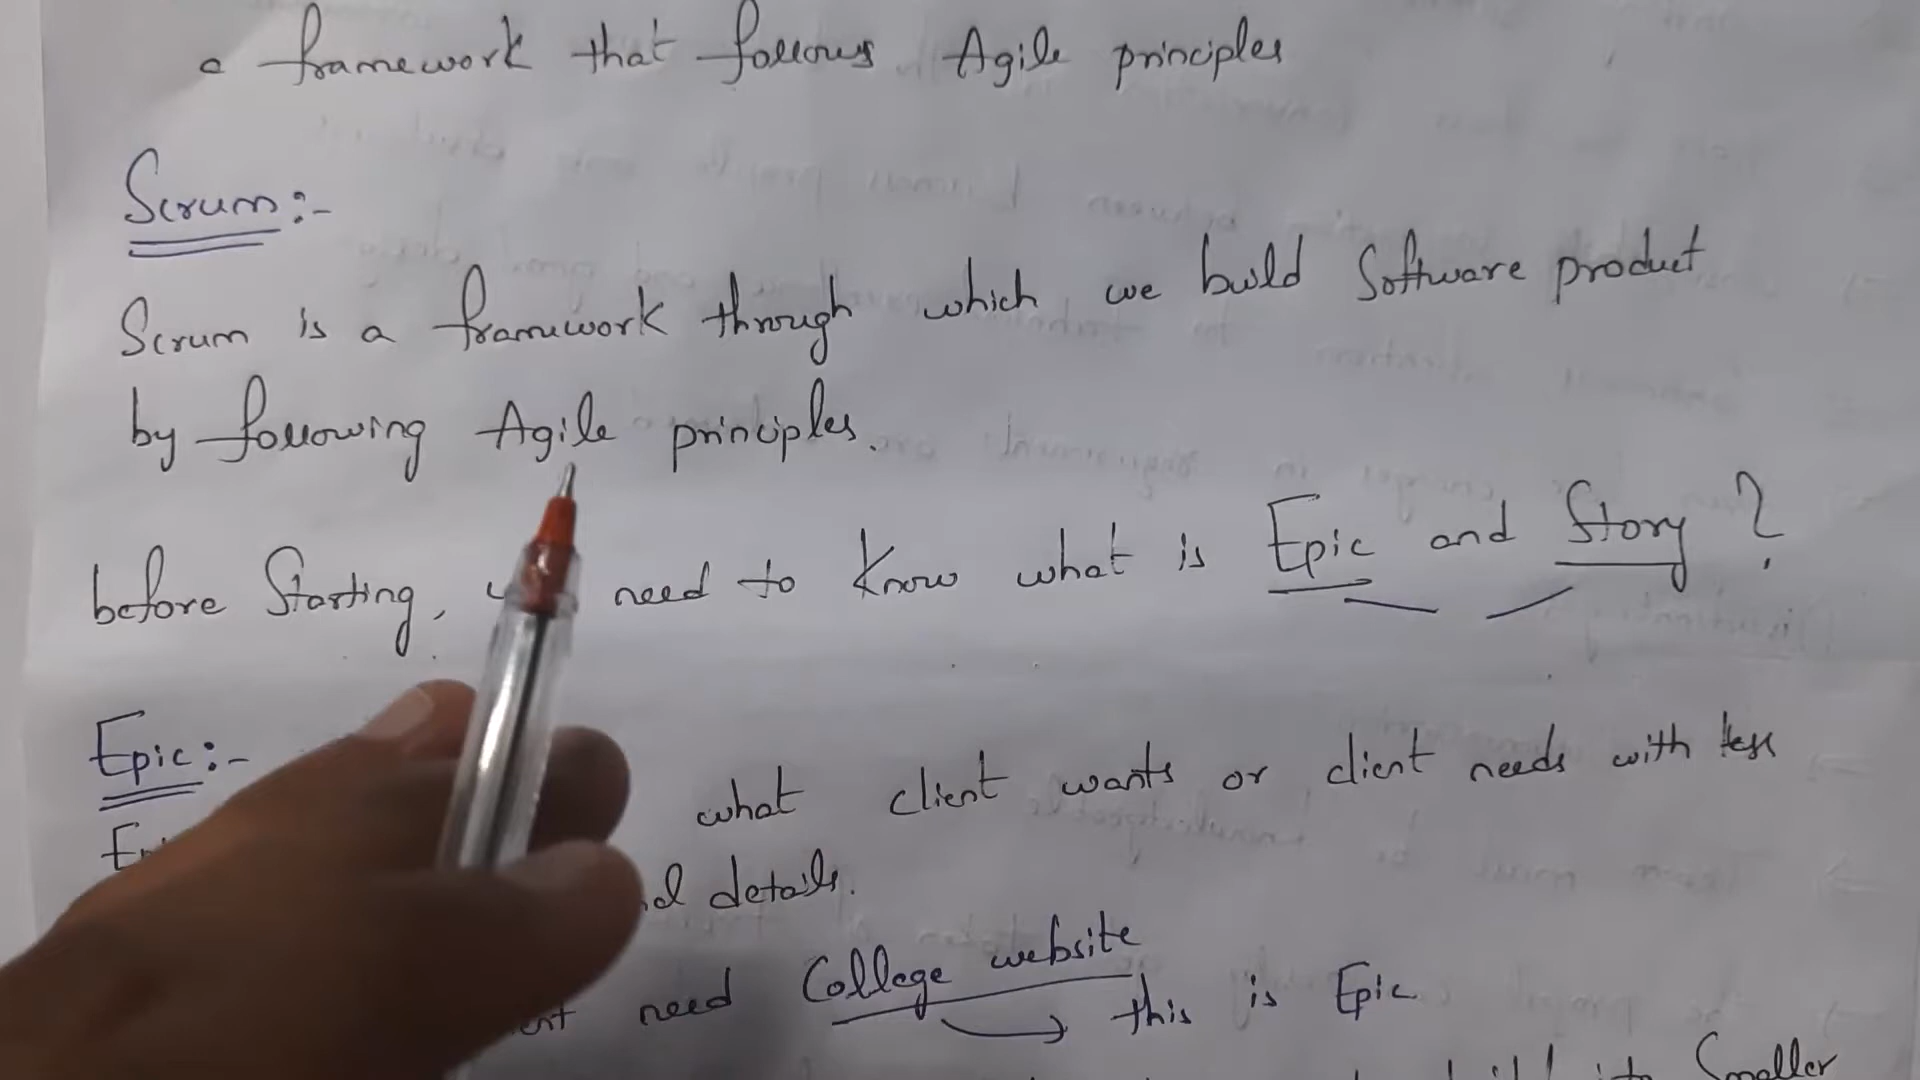 a framework that follows Agile principles
Scrum:-
Scrum is a framework through which we build Software product
by following Agile principles.
before Starting, need to know what is Epic and Story ?
Epic:-
what client wants or client needs with less
details.
need College website
this is Epic
Smaller